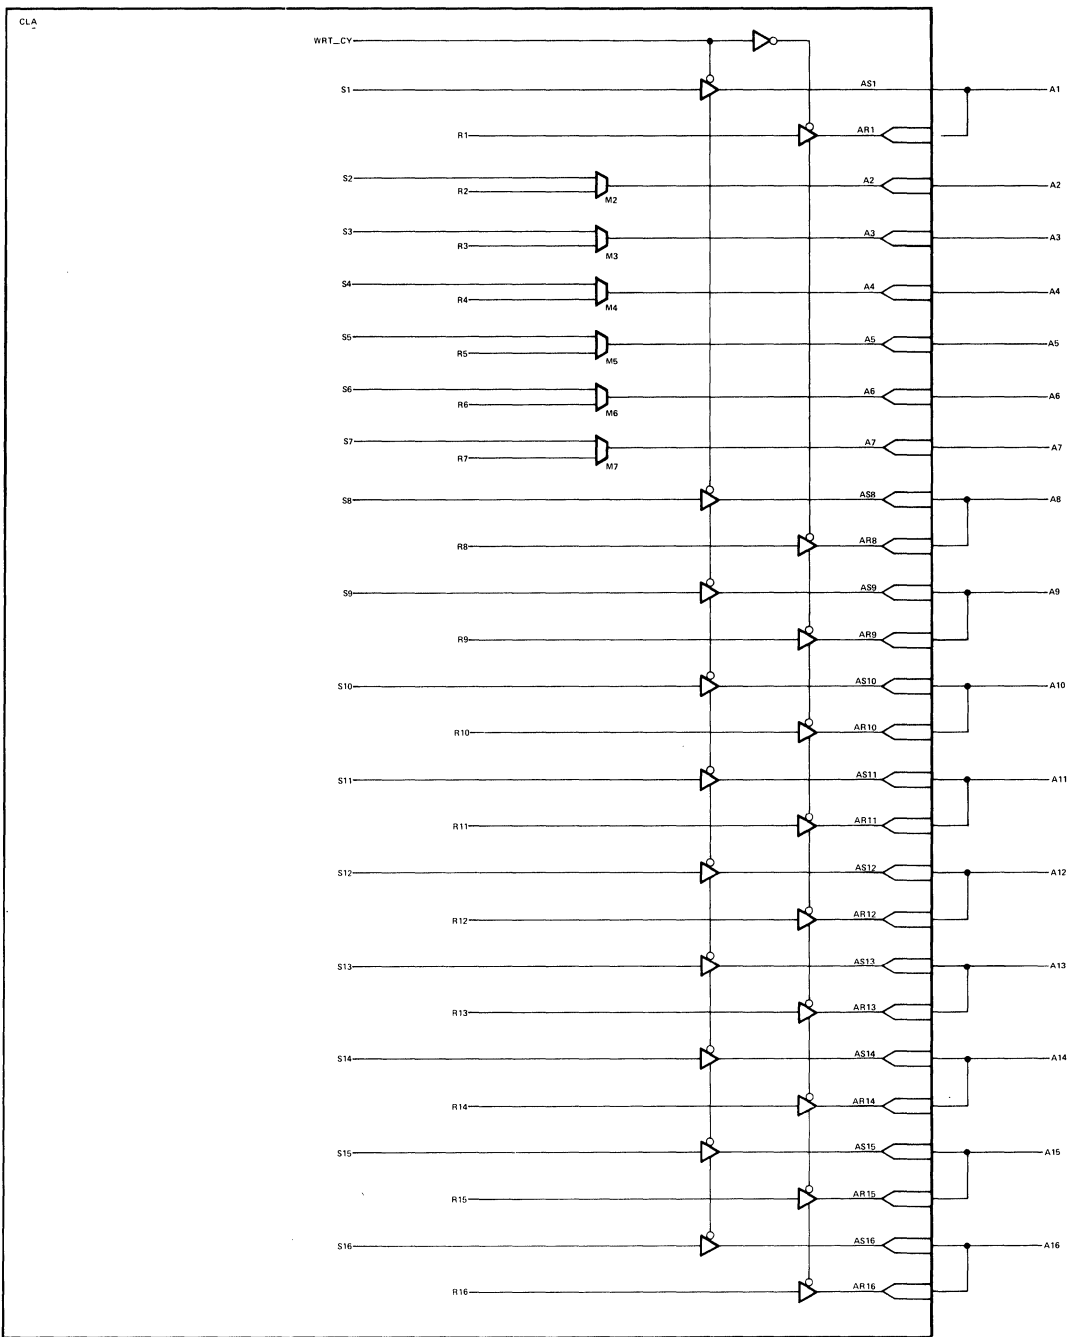 CLA
WRT_CY
S1 AS1 A1
R1 AR1
S2 A2 A2
R2 M2
S3 A3 A3
R3 M3
S4 A4 A4
R4 M4
S5 A5 A5
R5 M5
S6 A6 A6
R6 M6
S7 A7 A7
R7 M7
S8 AS8 A8
R8 AR8
S9 AS9 A9
R9 AR9
S10 AS10 A10
R10 AR10
S11 AS11 A11
R11 AR11
S12 AS12 A12
R12 AR12
S13 AS13 A13
R13 AR13
S14 AS14 A14
R14 AR14
S15 AS15 A15
R15 AR15
S16 AS16 A16
R16 AR16